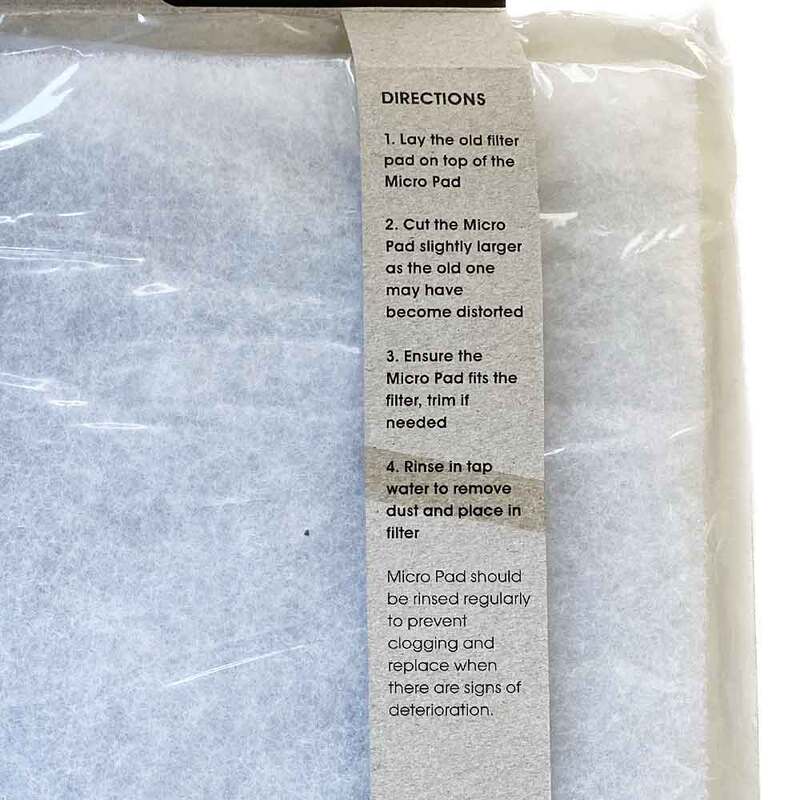 DIRECTIONS
1. Lay the old filter
pad on top of the
Micro Pad
2. Cut the Micro
Pad slightly larger
as the old one
may have
become distorted
3. Ensure the
Micro Pad fits the
filter, trim if
needed
4. Rinse in tap
water to remove
dust and place in
filter
Micro Pad should
be rinsed regularly
to prevent
clogging and
replace when
there are signs of
deterioration.